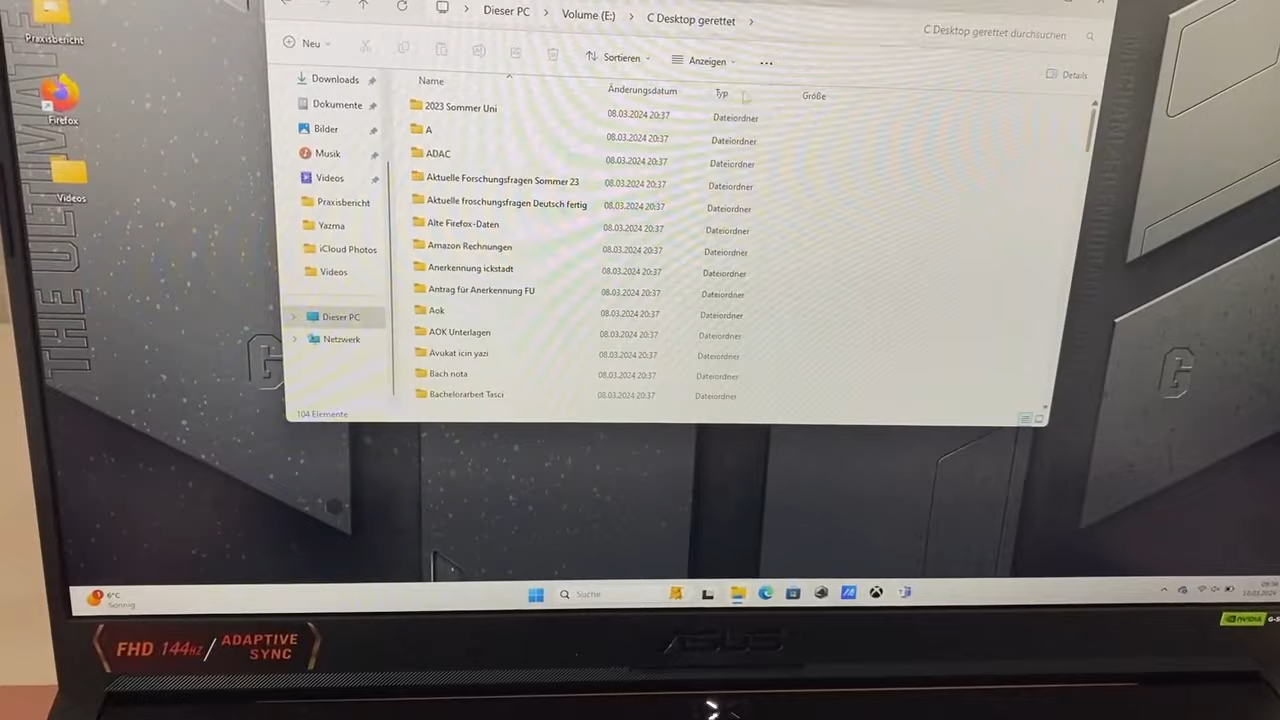 Praxisbericht
Firefox
Videos
THE ULTIMATE
Dieser PC > Volume (E:) > C Desktop gerettet >
C Desktop gerettet durchsuchen
Neu
Sortieren
Anzeigen
...
Details
Downloads
Dokumente
Bilder
Musik
Videos
Praxisbericht
Yazma
iCloud Photos
Videos
Dieser PC
Netzwerk
Name Änderungsdatum Typ Größe
2023 Sommer Uni 08.03.2024 20:37 Dateiordner
A 08.03.2024 20:37 Dateiordner
ADAC 08.03.2024 20:37 Dateiordner
Aktuelle Forschungsfragen Sommer 23 08.03.2024 20:37 Dateiordner
Aktuelle froschungsfragen Deutsch fertig 08.03.2024 20:37 Dateiordner
Alte Firefox-Daten 08.03.2024 20:37 Dateiordner
Amazon Rechnungen 08.03.2024 20:37 Dateiordner
Anerkennung ickstadt 08.03.2024 20:37 Dateiordner
Antrag für Anerkennung FU 08.03.2024 20:37 Dateiordner
Aok 08.03.2024 20:37 Dateiordner
AOK Unterlagen 08.03.2024 20:37 Dateiordner
Avukat icin yazi 08.03.2024 20:37 Dateiordner
Bach nota 08.03.2024 20:37 Dateiordner
Bachelorarbeit Tasci 08.03.2024 20:37 Dateiordner
104 Elemente
G
G
1
6°C
Sonnig
Suche
FHD 144HZ / ADAPTIVE
SYNC
ASUS
NVIDIA G-S